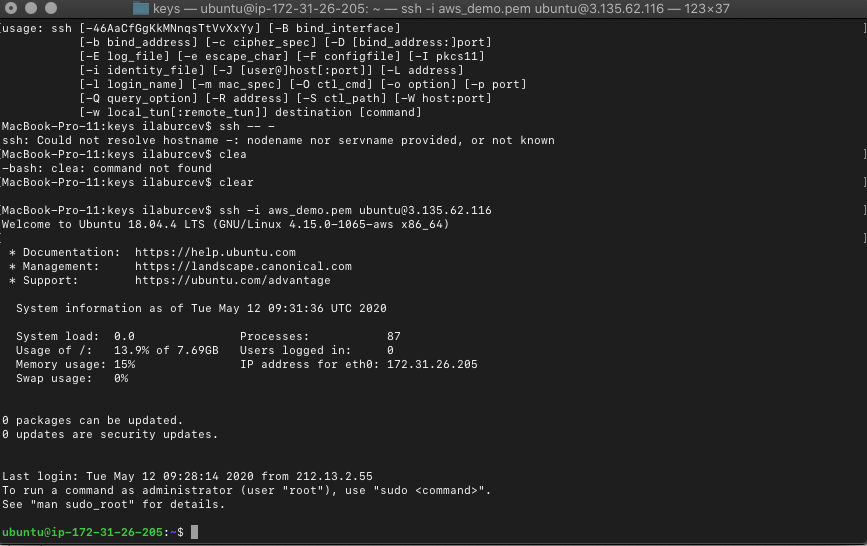 keys — ubuntu@ip-172-31-26-205: ~ — ssh -i aws_demo.pem ubuntu@3.135.62.116 — 123×37
[usage: ssh [-46AaCfGgKkMNnqsTtVvXxYy] [-B bind_interface] ]
           [-b bind_address] [-c cipher_spec] [-D [bind_address:]port]
           [-E log_file] [-e escape_char] [-F configfile] [-I pkcs11]
           [-i identity_file] [-J [user@]host[:port]] [-L address]
           [-l login_name] [-m mac_spec] [-O ctl_cmd] [-o option] [-p port]
           [-Q query_option] [-R address] [-S ctl_path] [-W host:port]
           [-w local_tun[:remote_tun]] destination [command]
[MacBook-Pro-11:keys ilaburcev$ ssh -- - ]
ssh: Could not resolve hostname -: nodename nor servname provided, or not known
[MacBook-Pro-11:keys ilaburcev$ clea ]
-bash: clea: command not found
[MacBook-Pro-11:keys ilaburcev$ clear ]
[MacBook-Pro-11:keys ilaburcev$ ssh -i aws_demo.pem ubuntu@3.135.62.116 ]
Welcome to Ubuntu 18.04.4 LTS (GNU/Linux 4.15.0-1065-aws x86_64)
[ ]
 * Documentation:  https://help.ubuntu.com
 * Management:     https://landscape.canonical.com
 * Support:        https://ubuntu.com/advantage
  System information as of Tue May 12 09:31:36 UTC 2020
  System load:  0.0               Processes:           87
  Usage of /:   13.9% of 7.69GB   Users logged in:     0
  Memory usage: 15%               IP address for eth0: 172.31.26.205
  Swap usage:   0%
0 packages can be updated.
0 updates are security updates.
Last login: Tue May 12 09:28:14 2020 from 212.13.2.55
To run a command as administrator (user "root"), use "sudo <command>".
See "man sudo_root" for details.
ubuntu@ip-172-31-26-205:~$